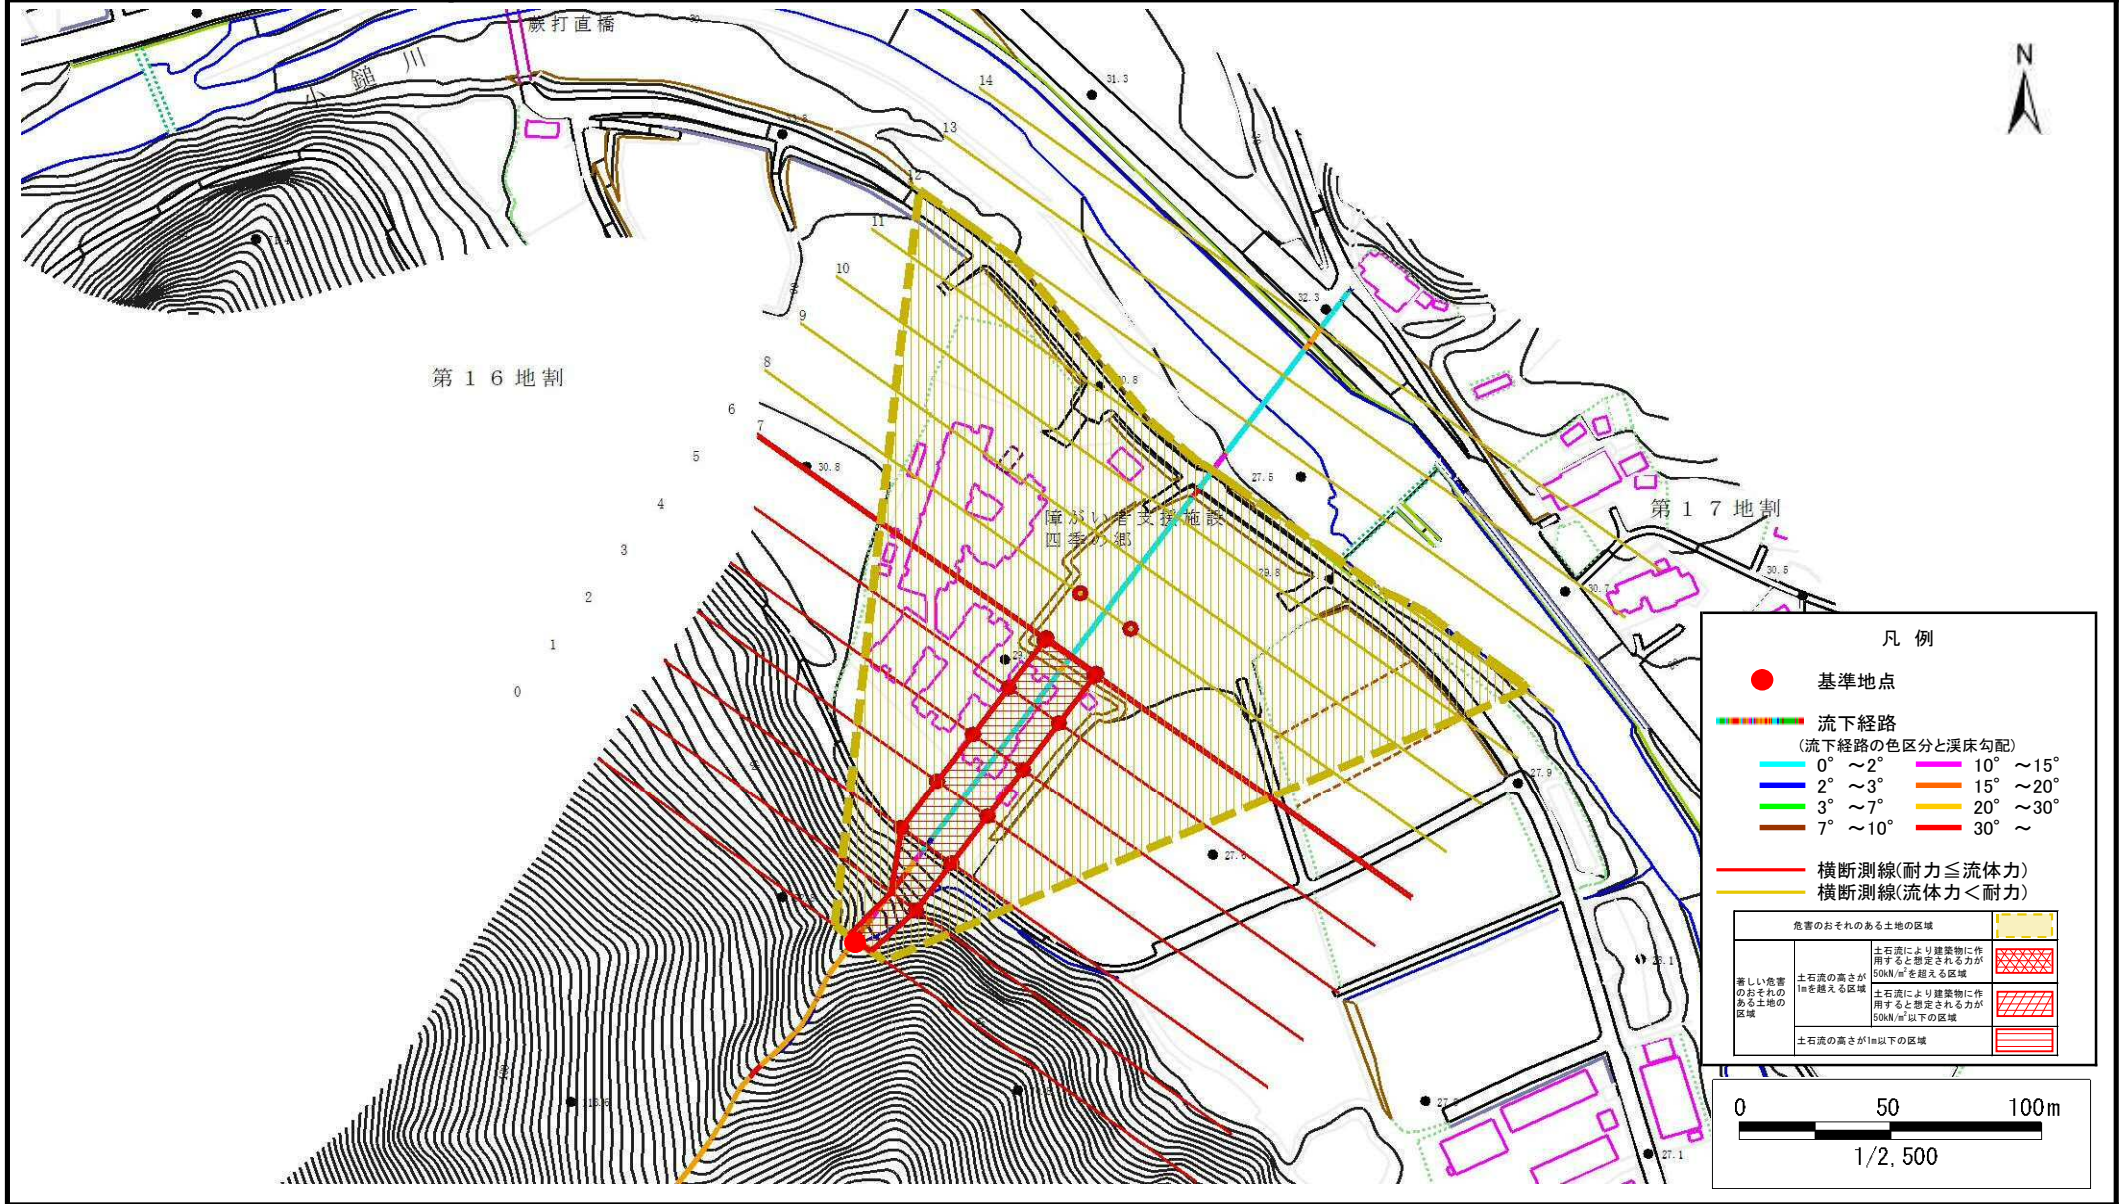 蕨打直橋
小鎚川
N
14
31.3
13
12
11
10
9
8
7
6
5
4
3
2
1
0
32.3
第16地割
30.8
27.5
障がい者支援施設
四季の郷
29.8
第17地割
30.5
30.7
27.9
26.1
27.1
凡 例
基準地点
流下経路
(流下経路の色区分と渓床勾配)
0° ~2° 10° ~15°
2° ~3° 15° ~20°
3° ~7° 20° ~30°
7° ~10° 30° ~
横断測線(耐力≦流体力)
横断測線(流体力<耐力)
危害のおそれのある土地の区域
著しい危害
のおそれの
ある土地の
区域
土石流の高さが
1mを越える区域
土石流により建築物に作
用すると想定される力が
50kN/m²を超える区域
土石流により建築物に作
用すると想定される力が
50kN/m²以下の区域
土石流の高さが1m以下の区域
0 50 100m
1/2,500